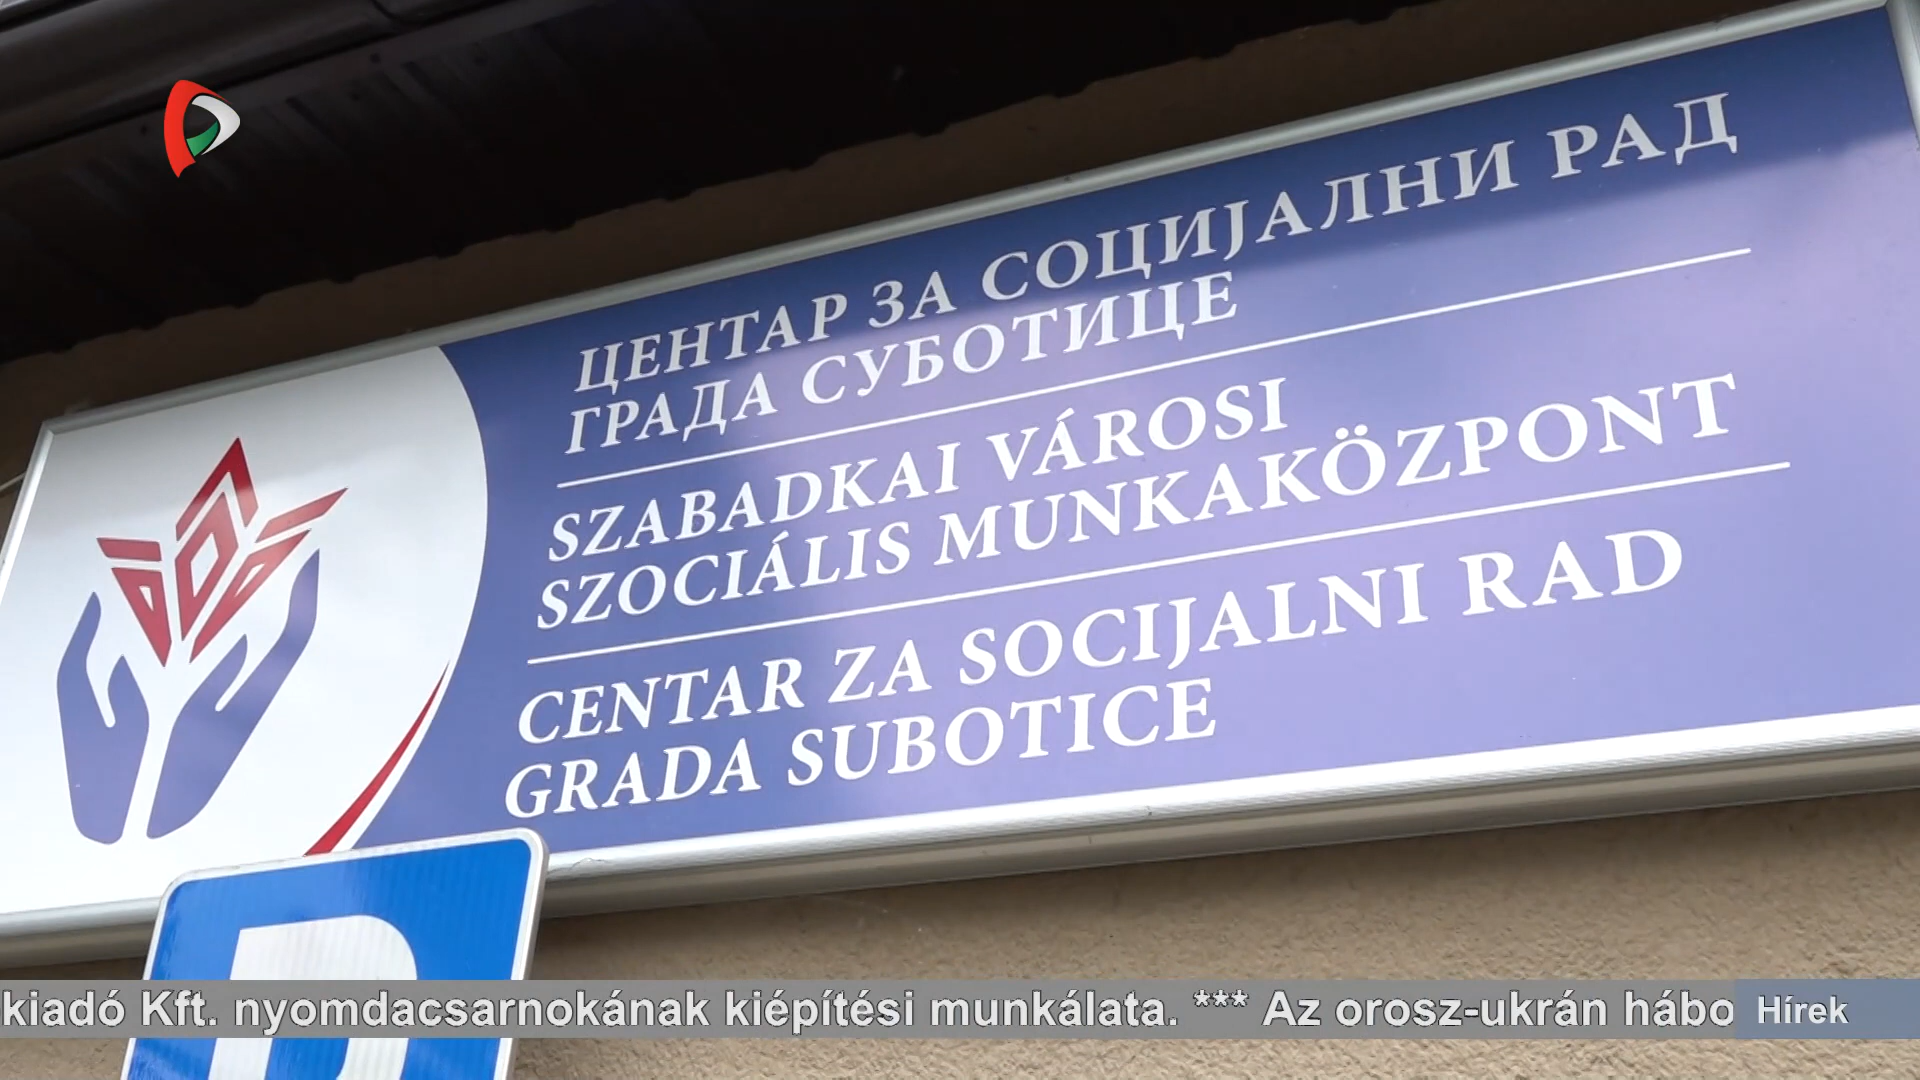 ЦЕНТАР ЗА СОЦИЈАЛНИ РАД
ГРАДА СУБОТИЦЕ
SZABADKAI VÁROSI
SZOCIÁLIS MUNKAKÖZPONT
CENTAR ZA SOCIJALNI RAD
GRADA SUBOTICE
P
kiadó Kft. nyomdacsarnokának kiépítési munkálata. *** Az orosz-ukrán hábo
Hírek